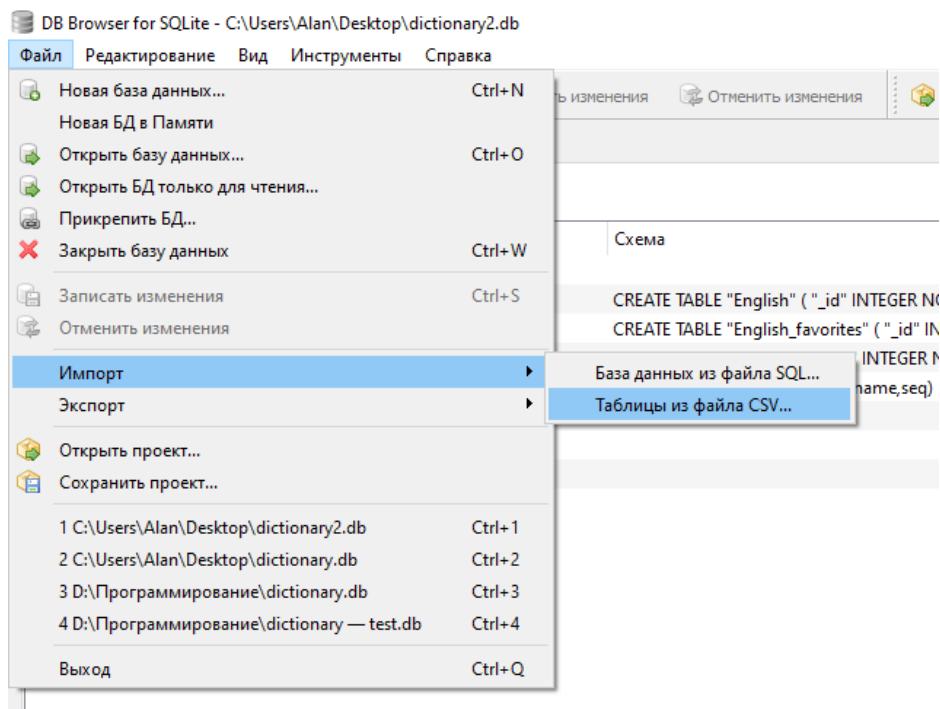 DB Browser for SQLite - C:\Users\Alan\Desktop\dictionary2.db
Файл Редактирование Вид Инструменты Справка
Новая база данных... Ctrl+N
ь изменения Отменить изменения
Новая БД в Памяти
Открыть базу данных... Ctrl+O
Открыть БД только для чтения...
Прикрепить БД...
Закрыть базу данных Ctrl+W
Схема
Записать изменения Ctrl+S
CREATE TABLE "English" ( "_id" INTEGER NO
Отменить изменения
CREATE TABLE "English_favorites" ( "_id" IN
INTEGER N
Импорт
База данных из файла SQL...
name,seq)
Экспорт
Таблицы из файла CSV...
Открыть проект...
Сохранить проект...
1 C:\Users\Alan\Desktop\dictionary2.db Ctrl+1
2 C:\Users\Alan\Desktop\dictionary.db Ctrl+2
3 D:\Программирование\dictionary.db Ctrl+3
4 D:\Программирование\dictionary — test.db Ctrl+4
Выход Ctrl+Q